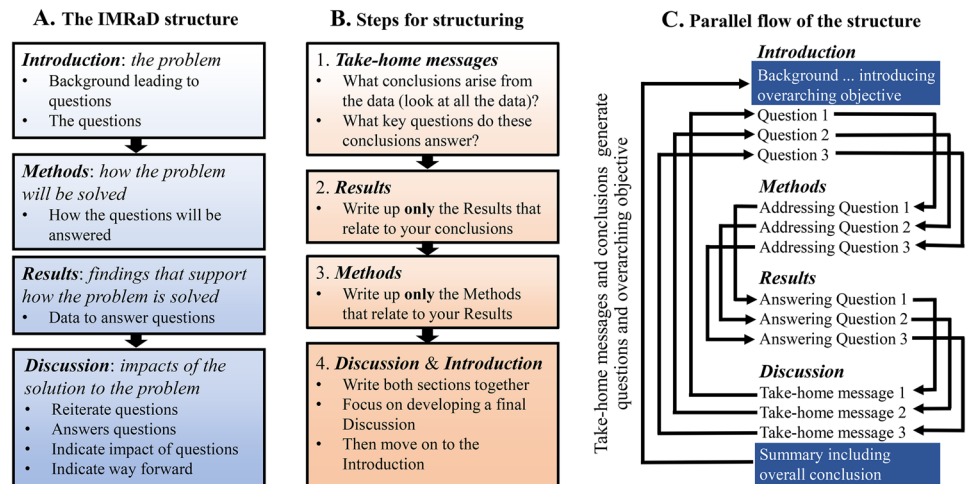 A. The IMRaD structure
Introduction: the problem
• Background leading to
questions
• The questions
Methods: how the problem
will be solved
• How the questions will be
answered
Results: findings that support
how the problem is solved
• Data to answer questions
Discussion: impacts of the
solution to the problem
• Reiterate questions
• Answers questions
• Indicate impact of questions
• Indicate way forward
B. Steps for structuring
1. Take-home messages
• What conclusions arise from
the data (look at all the data)?
• What key questions do these
conclusions answer?
2. Results
• Write up only the Results that
relate to your conclusions
3. Methods
• Write up only the Methods
that relate to your Results
4. Discussion & Introduction
• Write both sections together
• Focus on developing a final
Discussion
• Then move on to the
Introduction
C. Parallel flow of the structure
Take-home messages and conclusions generate
questions and overarching objective
Introduction
Background ... introducing
overarching objective
Question 1
Question 2
Question 3
Methods
Addressing Question 1
Addressing Question 2
Addressing Question 3
Results
Answering Question 1
Answering Question 2
Answering Question 3
Discussion
Take-home message 1
Take-home message 2
Take-home message 3
Summary including
overall conclusion